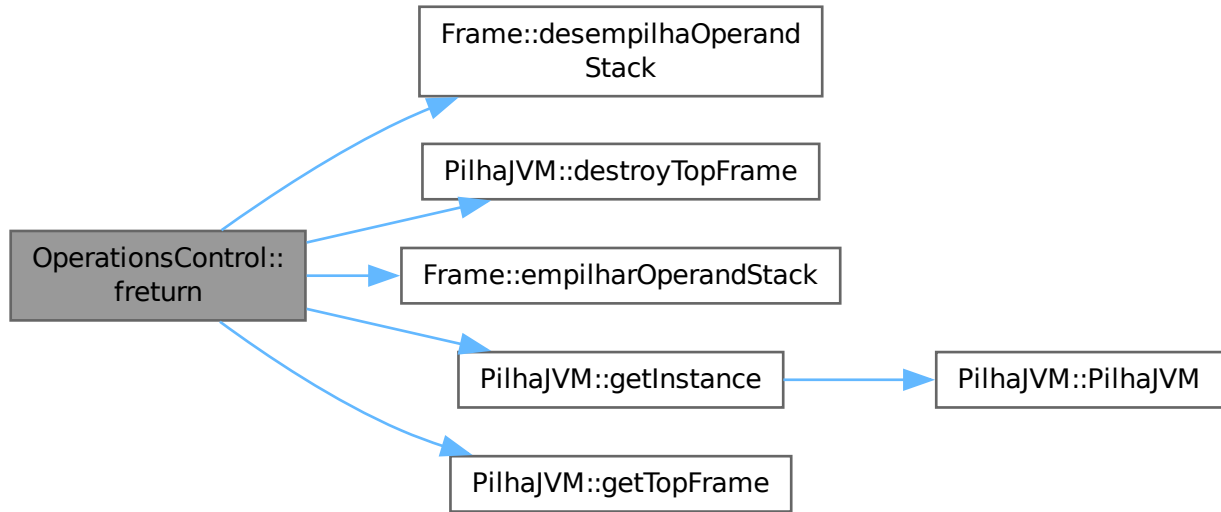 Frame::desempilhaOperand
Stack
PilhaJVM::destroyTopFrame
OperationsControl::
freturn
Frame::empilharOperandStack
PilhaJVM::getInstance
PilhaJVM::PilhaJVM
PilhaJVM::getTopFrame